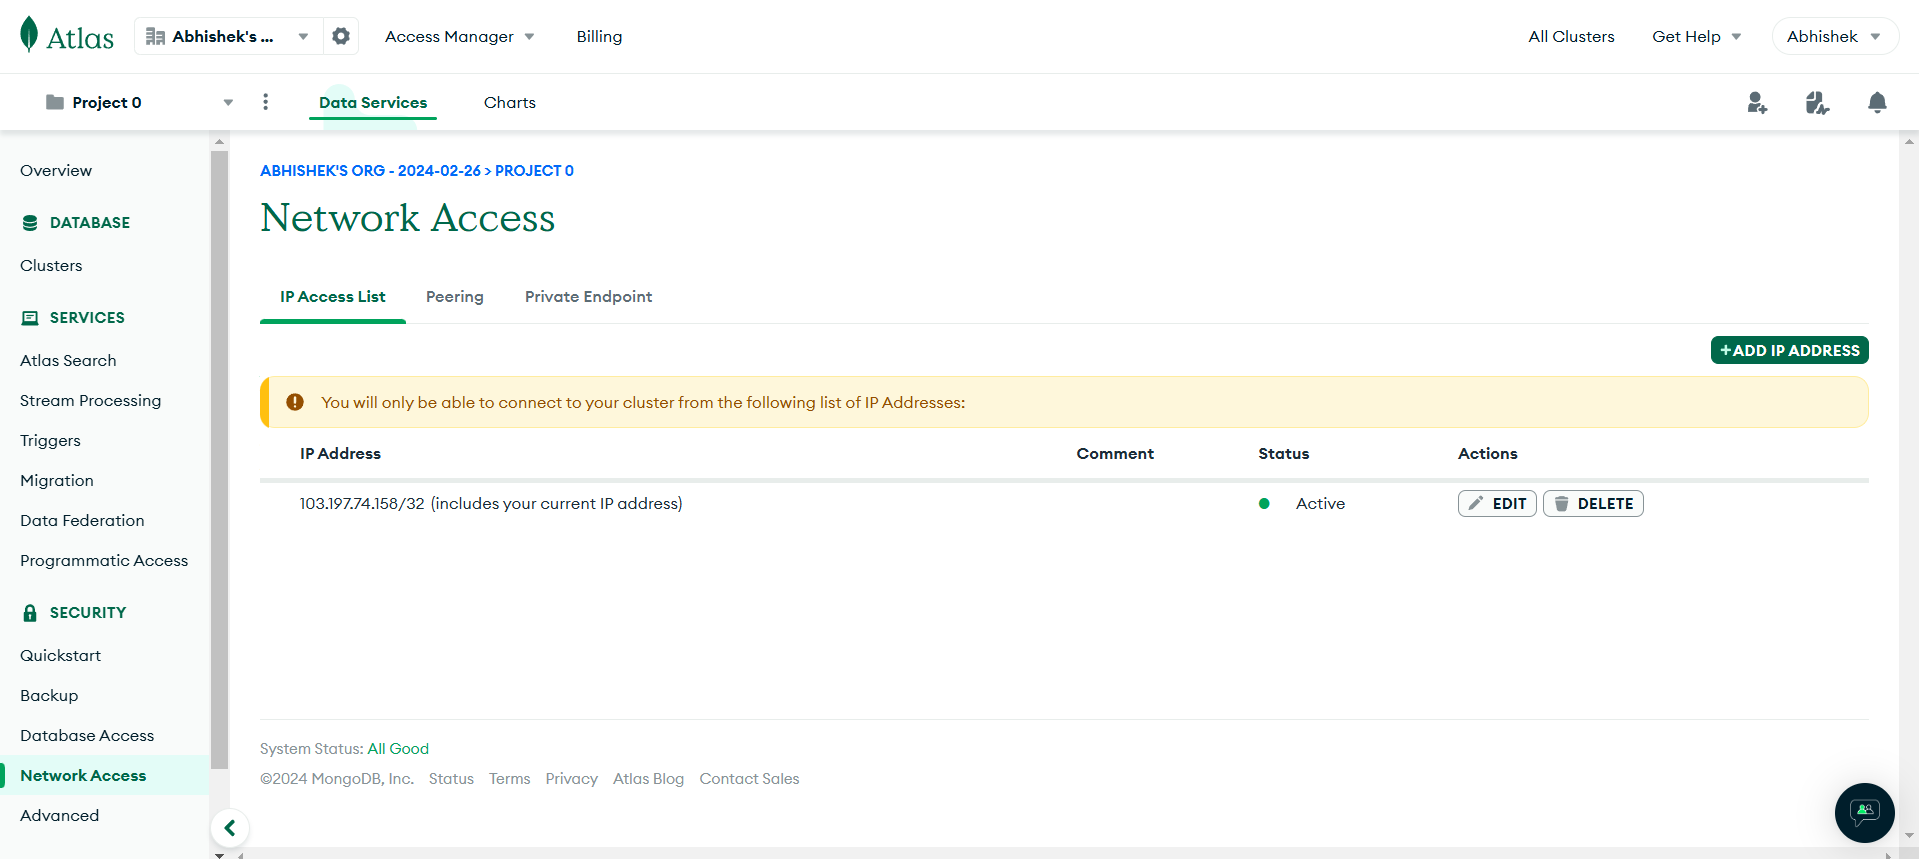 Atlas
Abhishek's ...
Access Manager
Billing
All Clusters
Get Help
Abhishek
Project 0
Data Services
Charts
Overview
DATABASE
Clusters
SERVICES
Atlas Search
Stream Processing
Triggers
Migration
Data Federation
Programmatic Access
SECURITY
Quickstart
Backup
Database Access
Network Access
Advanced
ABHISHEK'S ORG - 2024-02-26 > PROJECT 0
Network Access
IP Access List Peering Private Endpoint
+ADD IP ADDRESS
You will only be able to connect to your cluster from the following list of IP Addresses:
IP Address Comment Status Actions
103.197.74.158/32 (includes your current IP address) Active EDIT DELETE
System Status: All Good
©2024 MongoDB, Inc. Status Terms Privacy Atlas Blog Contact Sales